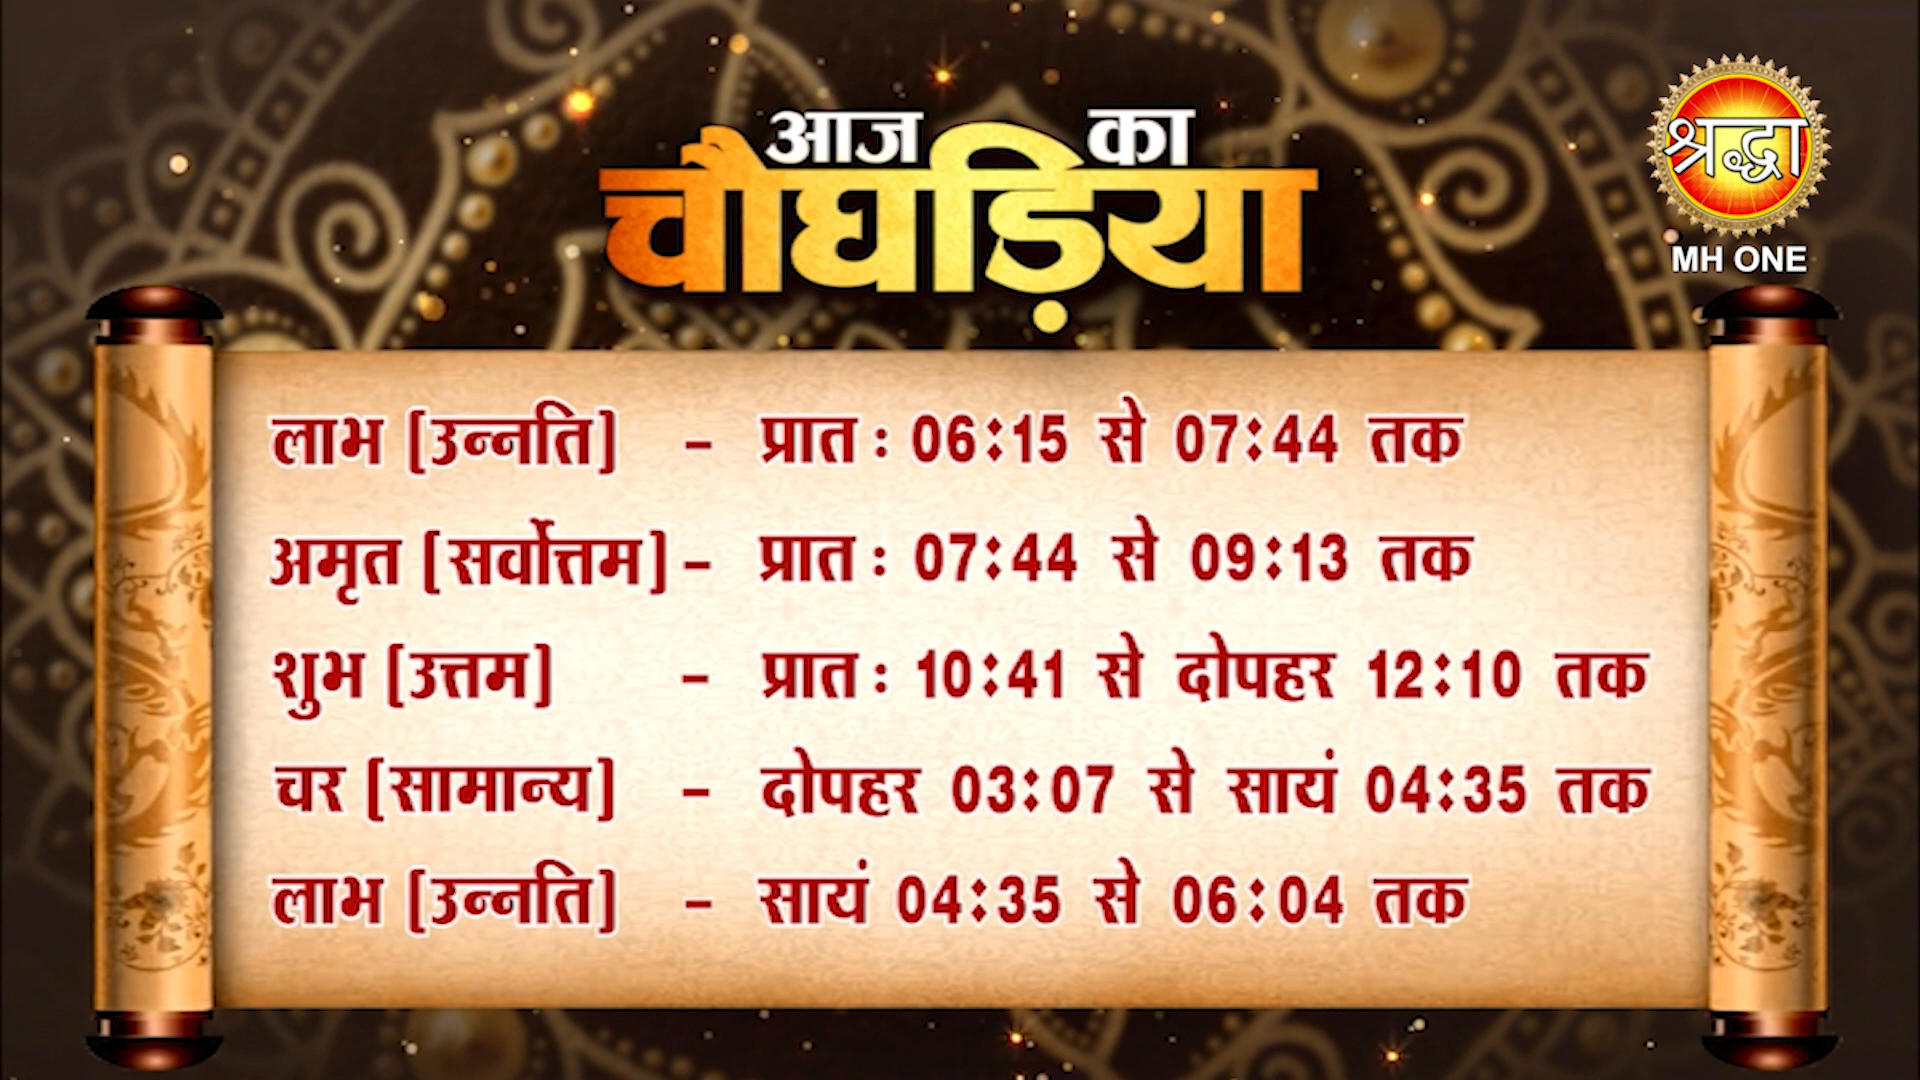 आज का
चौघड़िया
श्रद्धा
MH ONE
लाभ [उन्नति] - प्रात: 06:15 से 07:44 तक
अमृत [सर्वोत्तम] - प्रात: 07:44 से 09:13 तक
शुभ [उत्तम] - प्रात: 10:41 से दोपहर 12:10 तक
चर [सामान्य] - दोपहर 03:07 से सायं 04:35 तक
लाभ [उन्नति] - सायं 04:35 से 06:04 तक